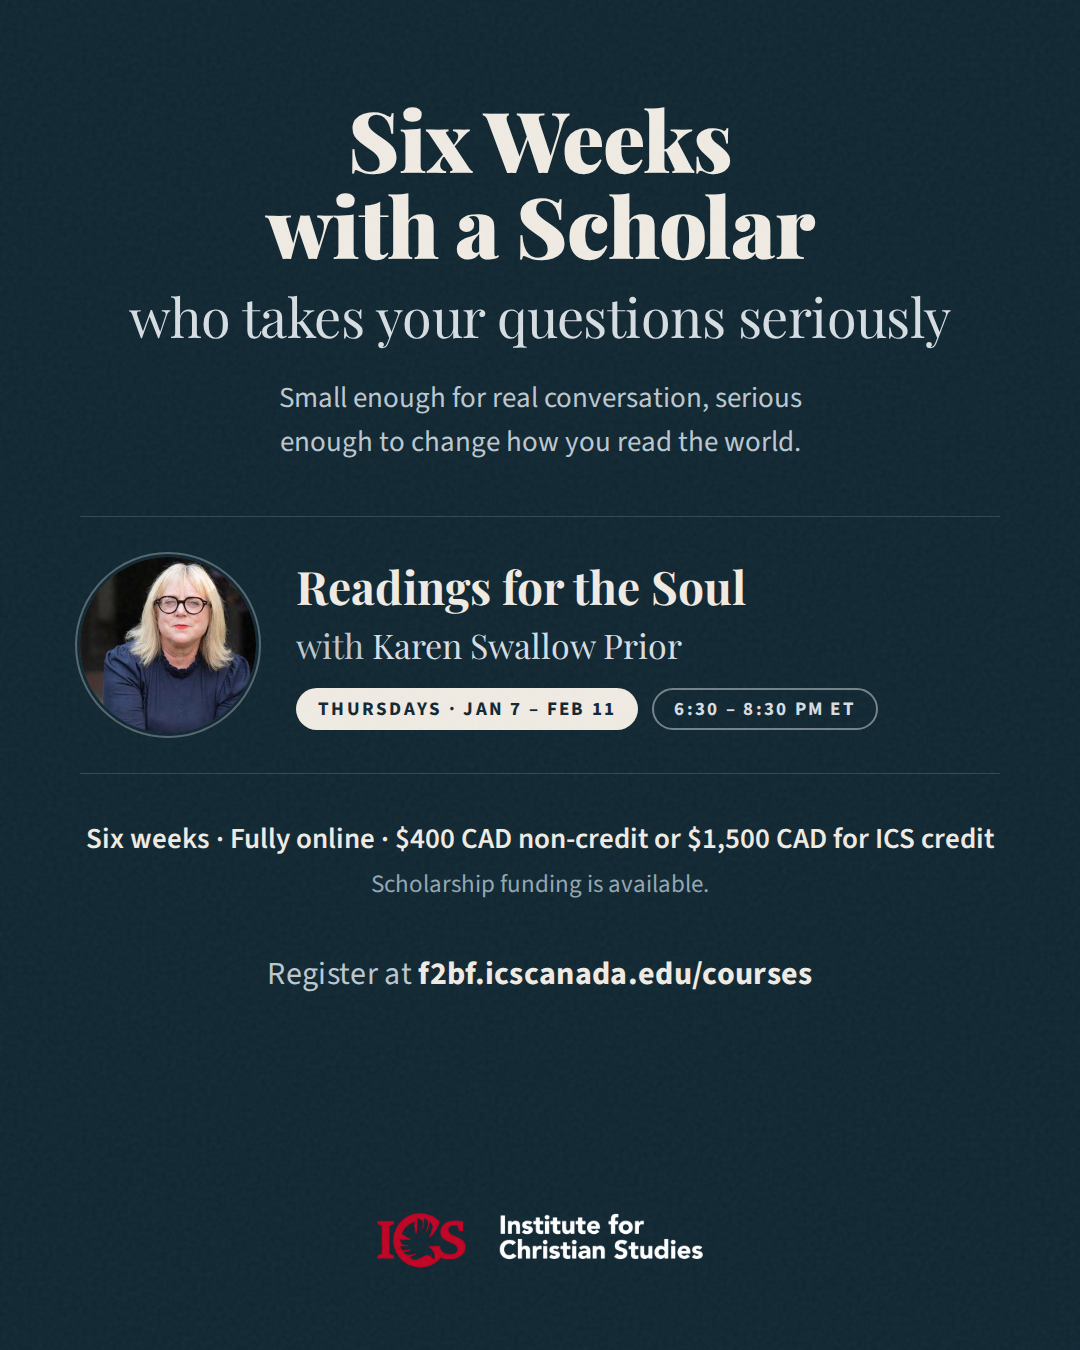 Six Weeks
with a Scholar
who takes your questions seriously
Small enough for real conversation, serious
enough to change how you read the world.
Readings for the Soul
with Karen Swallow Prior
THURSDAYS · JAN 7 – FEB 11
6:30 – 8:30 PM ET
Six weeks · Fully online · $400 CAD non-credit or $1,500 CAD for ICS credit
Scholarship funding is available.
Register at f2bf.icscanada.edu/courses
ICS
Institute for
Christian Studies